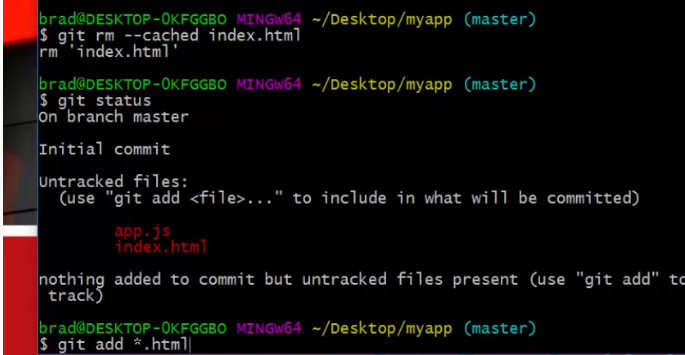 brad@DESKTOP-0KFGGBO MINGW64 ~/Desktop/myapp (master)
$ git rm --cached index.html
rm 'index.html'
brad@DESKTOP-0KFGGBO MINGW64 ~/Desktop/myapp (master)
$ git status
On branch master
Initial commit
Untracked files:
(use "git add <file>..." to include in what will be committed)
app.js
index.html
nothing added to commit but untracked files present (use "git add" to
track)
brad@DESKTOP-0KFGGBO MINGW64 ~/Desktop/myapp (master)
$ git add *.html